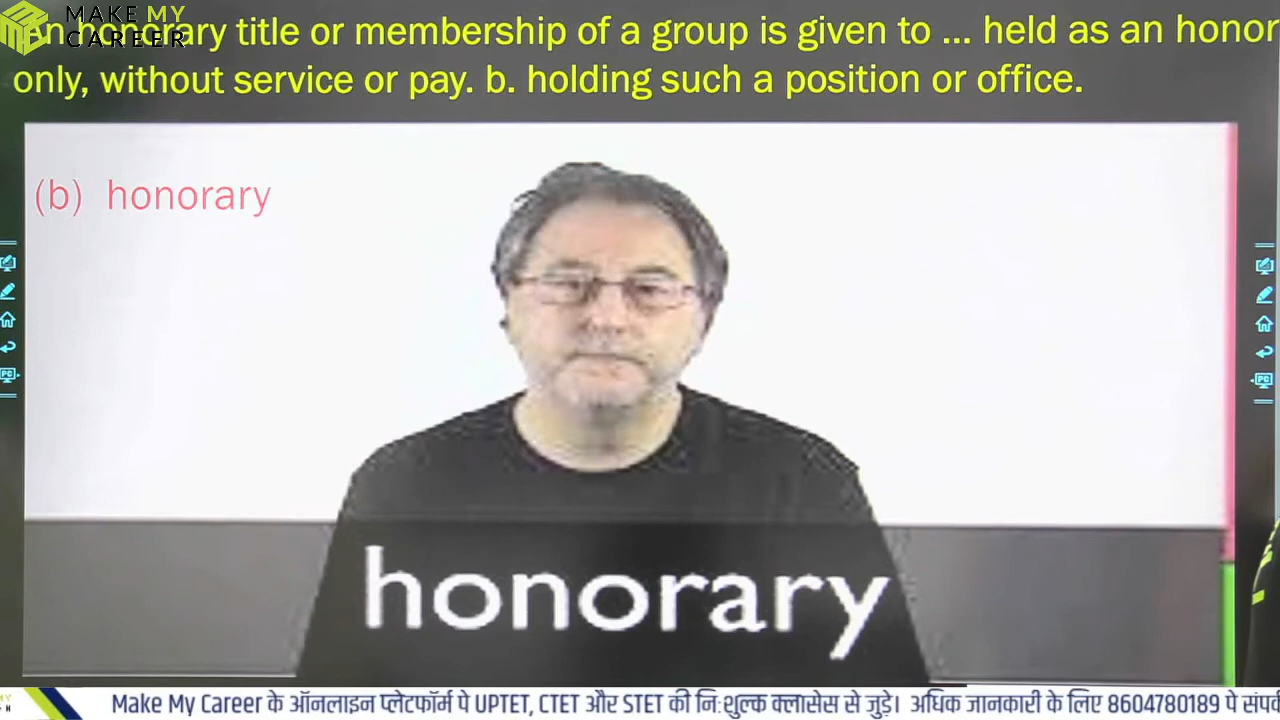 MAKE MY
CAREER
title or membership of a group is given to ... held as an honor
only, without service or pay. b. holding such a position or office.
(b) honorary
honorary
Make My Career के ऑनलाइन प्लेटफॉर्म पे UPTET, CTET और STET की नि:शुल्क क्लासेस से जुड़े। अधिक जानकारी के लिए 8604780189 पे